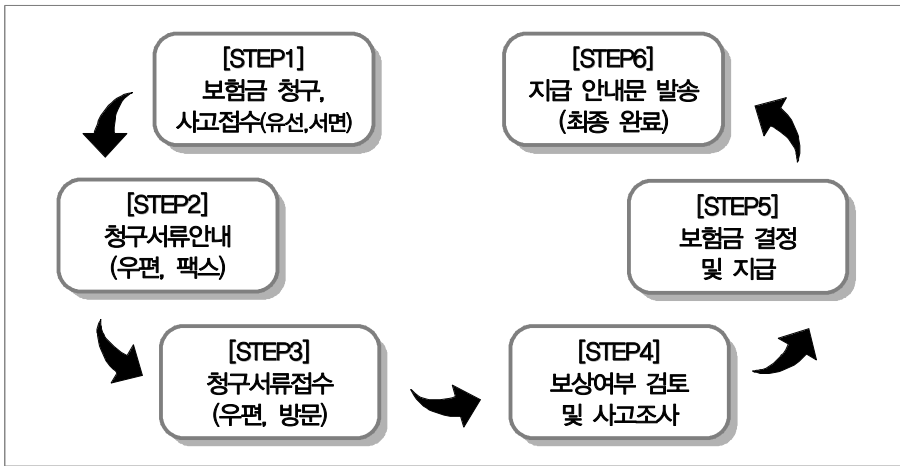 [STEP1]
보험금 청구,
사고접수(유선,서면)
[STEP2]
청구서류안내
(우편, 팩스)
[STEP3]
청구서류접수
(우편, 방문)
[STEP4]
보상여부 검토
및 사고조사
[STEP5]
보험금 결정
및 지급
[STEP6]
지급 안내문 발송
(최종 완료)